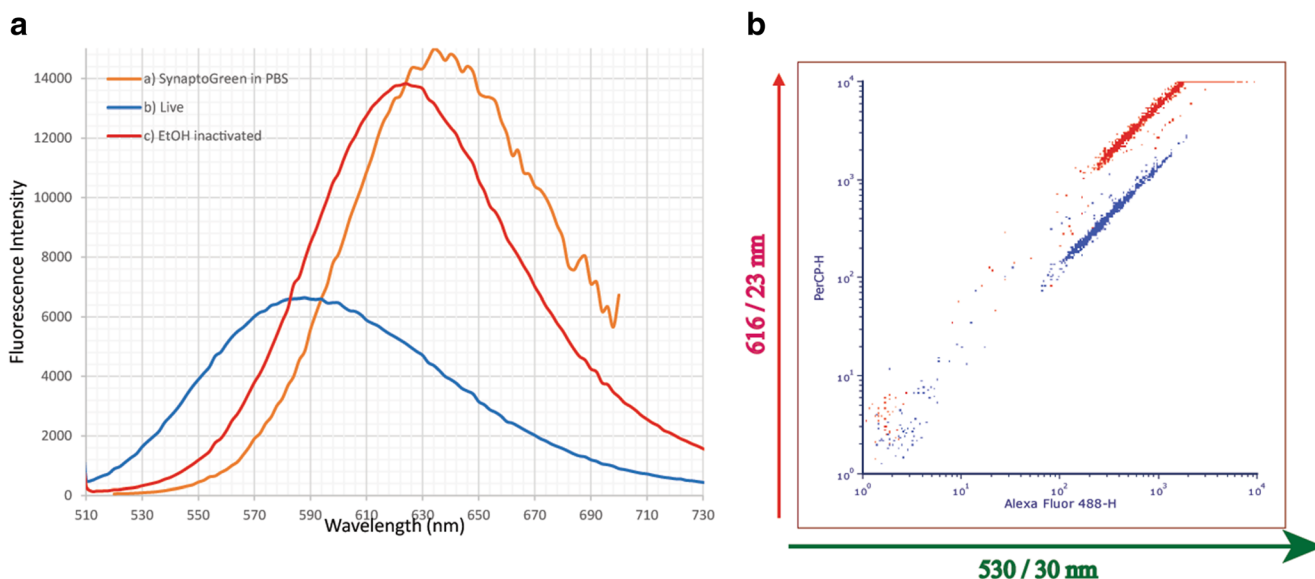 a
14000
12000
10000
8000
6000
4000
2000
0
Fluorescence Intensity
a) SynaptoGreen in PBS
b) Live
c) EtOH inactivated
510 530 550 570 590 610 630 650 670 690 710 730
Wavelength (nm)
b
616 / 23 nm
PerCP-H
10⁴
10³
10²
10¹
10⁰
10⁰ 10¹ 10² 10³ 10⁴
Alexa Fluor 488-H
530 / 30 nm